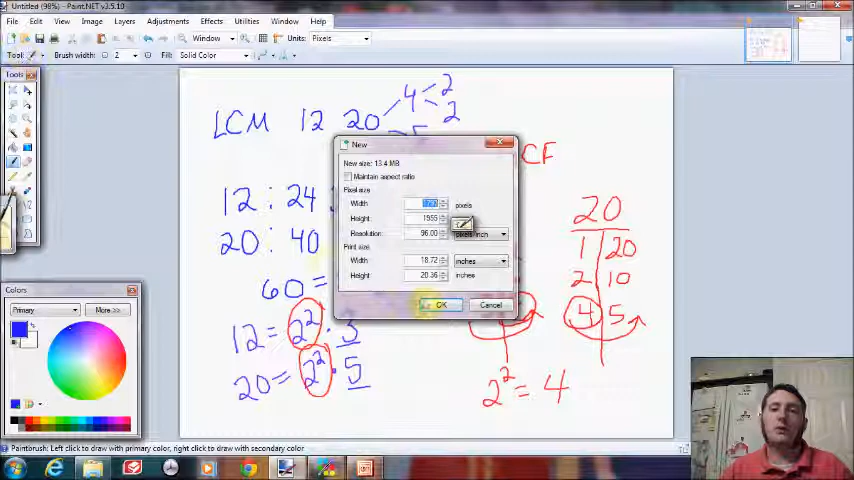 Untitled (98%) - Paint.NET v3.5.10
File Edit View Image Layers Adjustments Effects Utilities Window Help
Window Units: Pixels
Tool: Brush width: 2 Fill: Solid Color
Tools
LCM 12 20 4 2
2
5
New
New size: 13.4 MB
Maintain aspect ratio
Pixel size
Width pixels
Height: 1955
Resolution: 96.00 pixels/inch
Print size
Width: 18.72 inches
Height: 20.36 inches
OK Cancel
CF
12 : 24
20 : 40
60 =
12 = 2² · 3
20 = 2² · 5
20
1 20
2 10
4 5
2² = 4
Colors
Primary More >>
Paintbrush: Left click to draw with primary color, right click to draw with secondary color